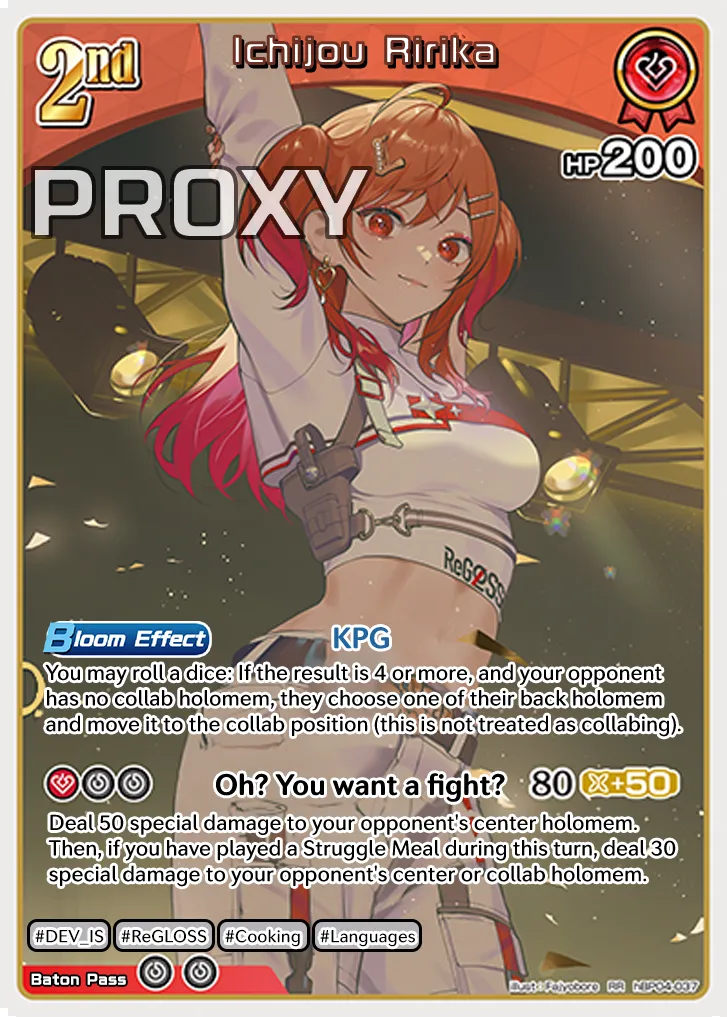 2nd
Ichijou Ririka
HP200
PROXY
ReGLOSS
Bloom Effect KPG
You may roll a dice: If the result is 4 or more, and your opponent
has no collab holomem, they choose one of their back holomem
and move it to the collab position (this is not treated as collabing).
Oh? You want a fight? 80 +50
Deal 50 special damage to your opponent's center holomem.
Then, if you have played a Struggle Meal during this turn, deal 30
special damage to your opponent's center or collab holomem.
#DEV_IS #ReGLOSS #Cooking #Languages
Baton Pass
illust: Fajyobore RR hBP04-037